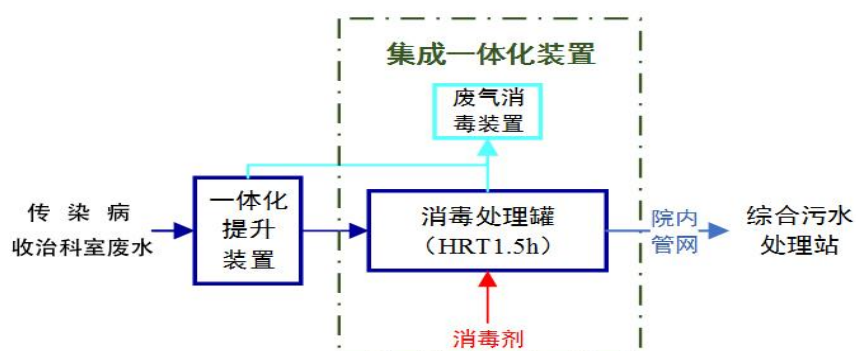 集成一体化装置
废气消
毒装置
传 染 病
收治科室废水
一体化
提升
装置
消毒处理罐
（HRT1.5h）
院内
管网
综合污水
处理站
消毒剂